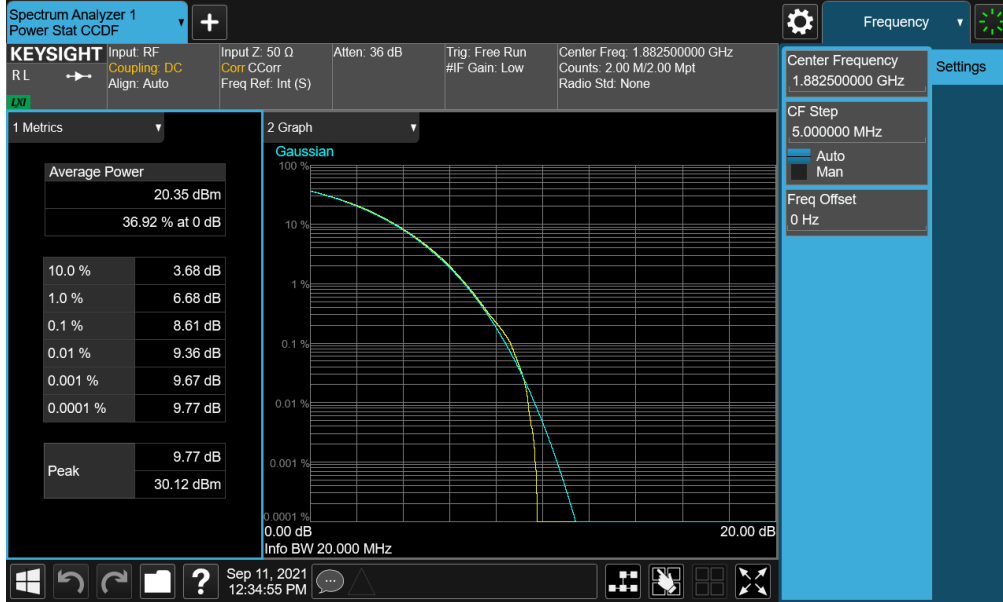 Spectrum Analyzer 1
Power Stat CCDF
+
Frequency
KEYSIGHT
RL
LXI
Input: RF
Coupling: DC
Align: Auto
Input Z: 50 Ω
Corr CCorr
Freq Ref: Int (S)
Atten: 36 dB
Trig: Free Run
#IF Gain: Low
Center Freq: 1.882500000 GHz
Counts: 2.00 M/2.00 Mpt
Radio Std: None
Center Frequency
1.882500000 GHz
Settings
CF Step
5.000000 MHz
Auto
Man
Freq Offset
0 Hz
1 Metrics
Average Power
20.35 dBm
36.92 % at 0 dB
10.0 % 3.68 dB
1.0 % 6.68 dB
0.1 % 8.61 dB
0.01 % 9.36 dB
0.001 % 9.67 dB
0.0001 % 9.77 dB
Peak
9.77 dB
30.12 dBm
2 Graph
Gaussian
100 %
10 %
1 %
0.1 %
0.01 %
0.001 %
0.0001 %
0.00 dB 20.00 dB
Info BW 20.000 MHz
?
Sep 11, 2021
12:34:55 PM